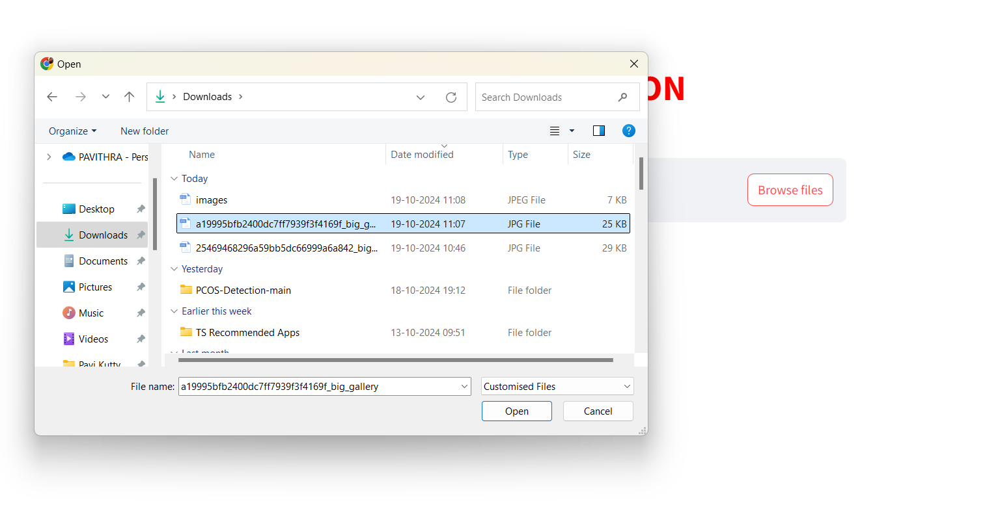 Open
ON
Downloads
Search Downloads
Organize New folder
?
PAVITHRA - Pers
Desktop
Downloads
Documents
Pictures
Music
Videos
Pavi Kutty
Name Date modified Type Size
Today
images 19-10-2024 11:08 JPEG File 7 KB
a19995bfb2400dc7ff7939f3f4169f_big_g... 19-10-2024 11:07 JPG File 25 KB
25469468296a59bb5dc66999a6a842_big... 19-10-2024 10:46 JPG File 29 KB
Yesterday
PCOS-Detection-main 18-10-2024 19:12 File folder
Earlier this week
TS Recommended Apps 13-10-2024 09:51 File folder
Last month
Browse files
File name: a19995bfb2400dc7ff7939f3f4169f_big_gallery Customised Files
Open Cancel